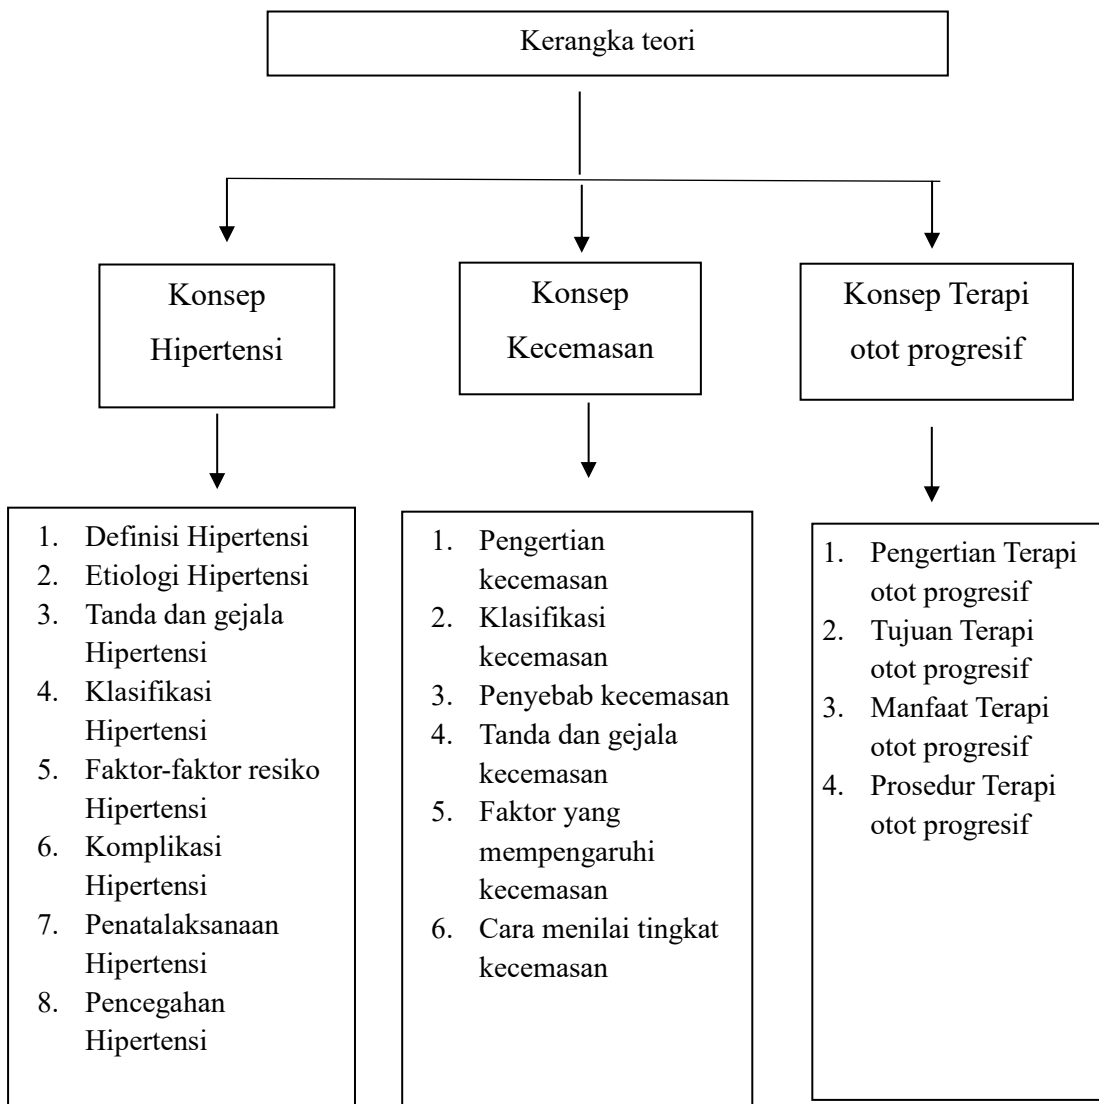 Kerangka teori
Konsep
Hipertensi
Konsep
Kecemasan
Konsep Terapi
otot progresif
1. Definisi Hipertensi
2. Etiologi Hipertensi
3. Tanda dan gejala
Hipertensi
4. Klasifikasi
Hipertensi
5. Faktor-faktor resiko
Hipertensi
6. Komplikasi
Hipertensi
7. Penatalaksanaan
Hipertensi
8. Pencegahan
Hipertensi
1. Pengertian
kecemasan
2. Klasifikasi
kecemasan
3. Penyebab kecemasan
4. Tanda dan gejala
kecemasan
5. Faktor yang
mempengaruhi
kecemasan
6. Cara menilai tingkat
kecemasan
1. Pengertian Terapi
otot progresif
2. Tujuan Terapi
otot progresif
3. Manfaat Terapi
otot progresif
4. Prosedur Terapi
otot progresif